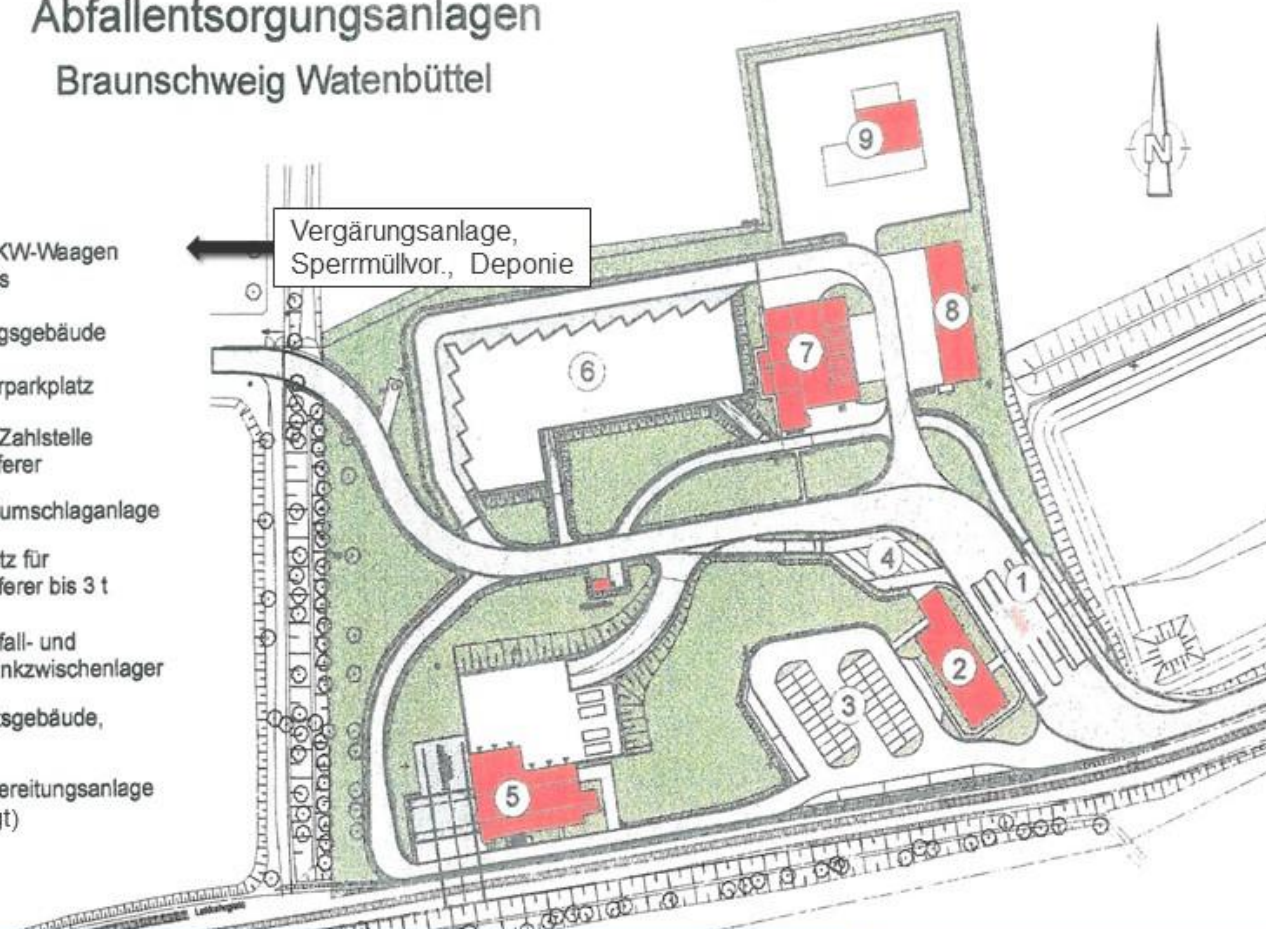 Abfallentsorgungsanlagen
Braunschweig Watenbüttel
KW-Waagen
s
gsgebäude
rparkplatz
Zahlstelle
ferer
umschlaganlage
tz für
ferer bis 3 t
fall- und
nkzwischenlager
tsgebäude,
ereitungsanlage
gt)
Vergärungsanlage,
Sperrmüllvor., Deponie
N
9
8
7
6
4
1
2
3
5